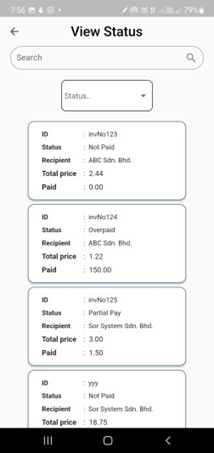 7:56 79%
View Status
Search
Status..
ID : invNo123
Status : Not Paid
Recipient : ABC Sdn. Bhd.
Total price : 2.44
Paid : 0.00
ID : invNo124
Status : Overpaid
Recipient : ABC Sdn. Bhd.
Total price : 1.22
Paid : 150.00
ID : invNo125
Status : Partial Pay
Recipient : Sor System Sdn. Bhd.
Total price : 3.00
Paid : 1.50
ID : yyy
Status : Not Paid
Recipient : Sor System Sdn. Bhd.
Total price : 18.75